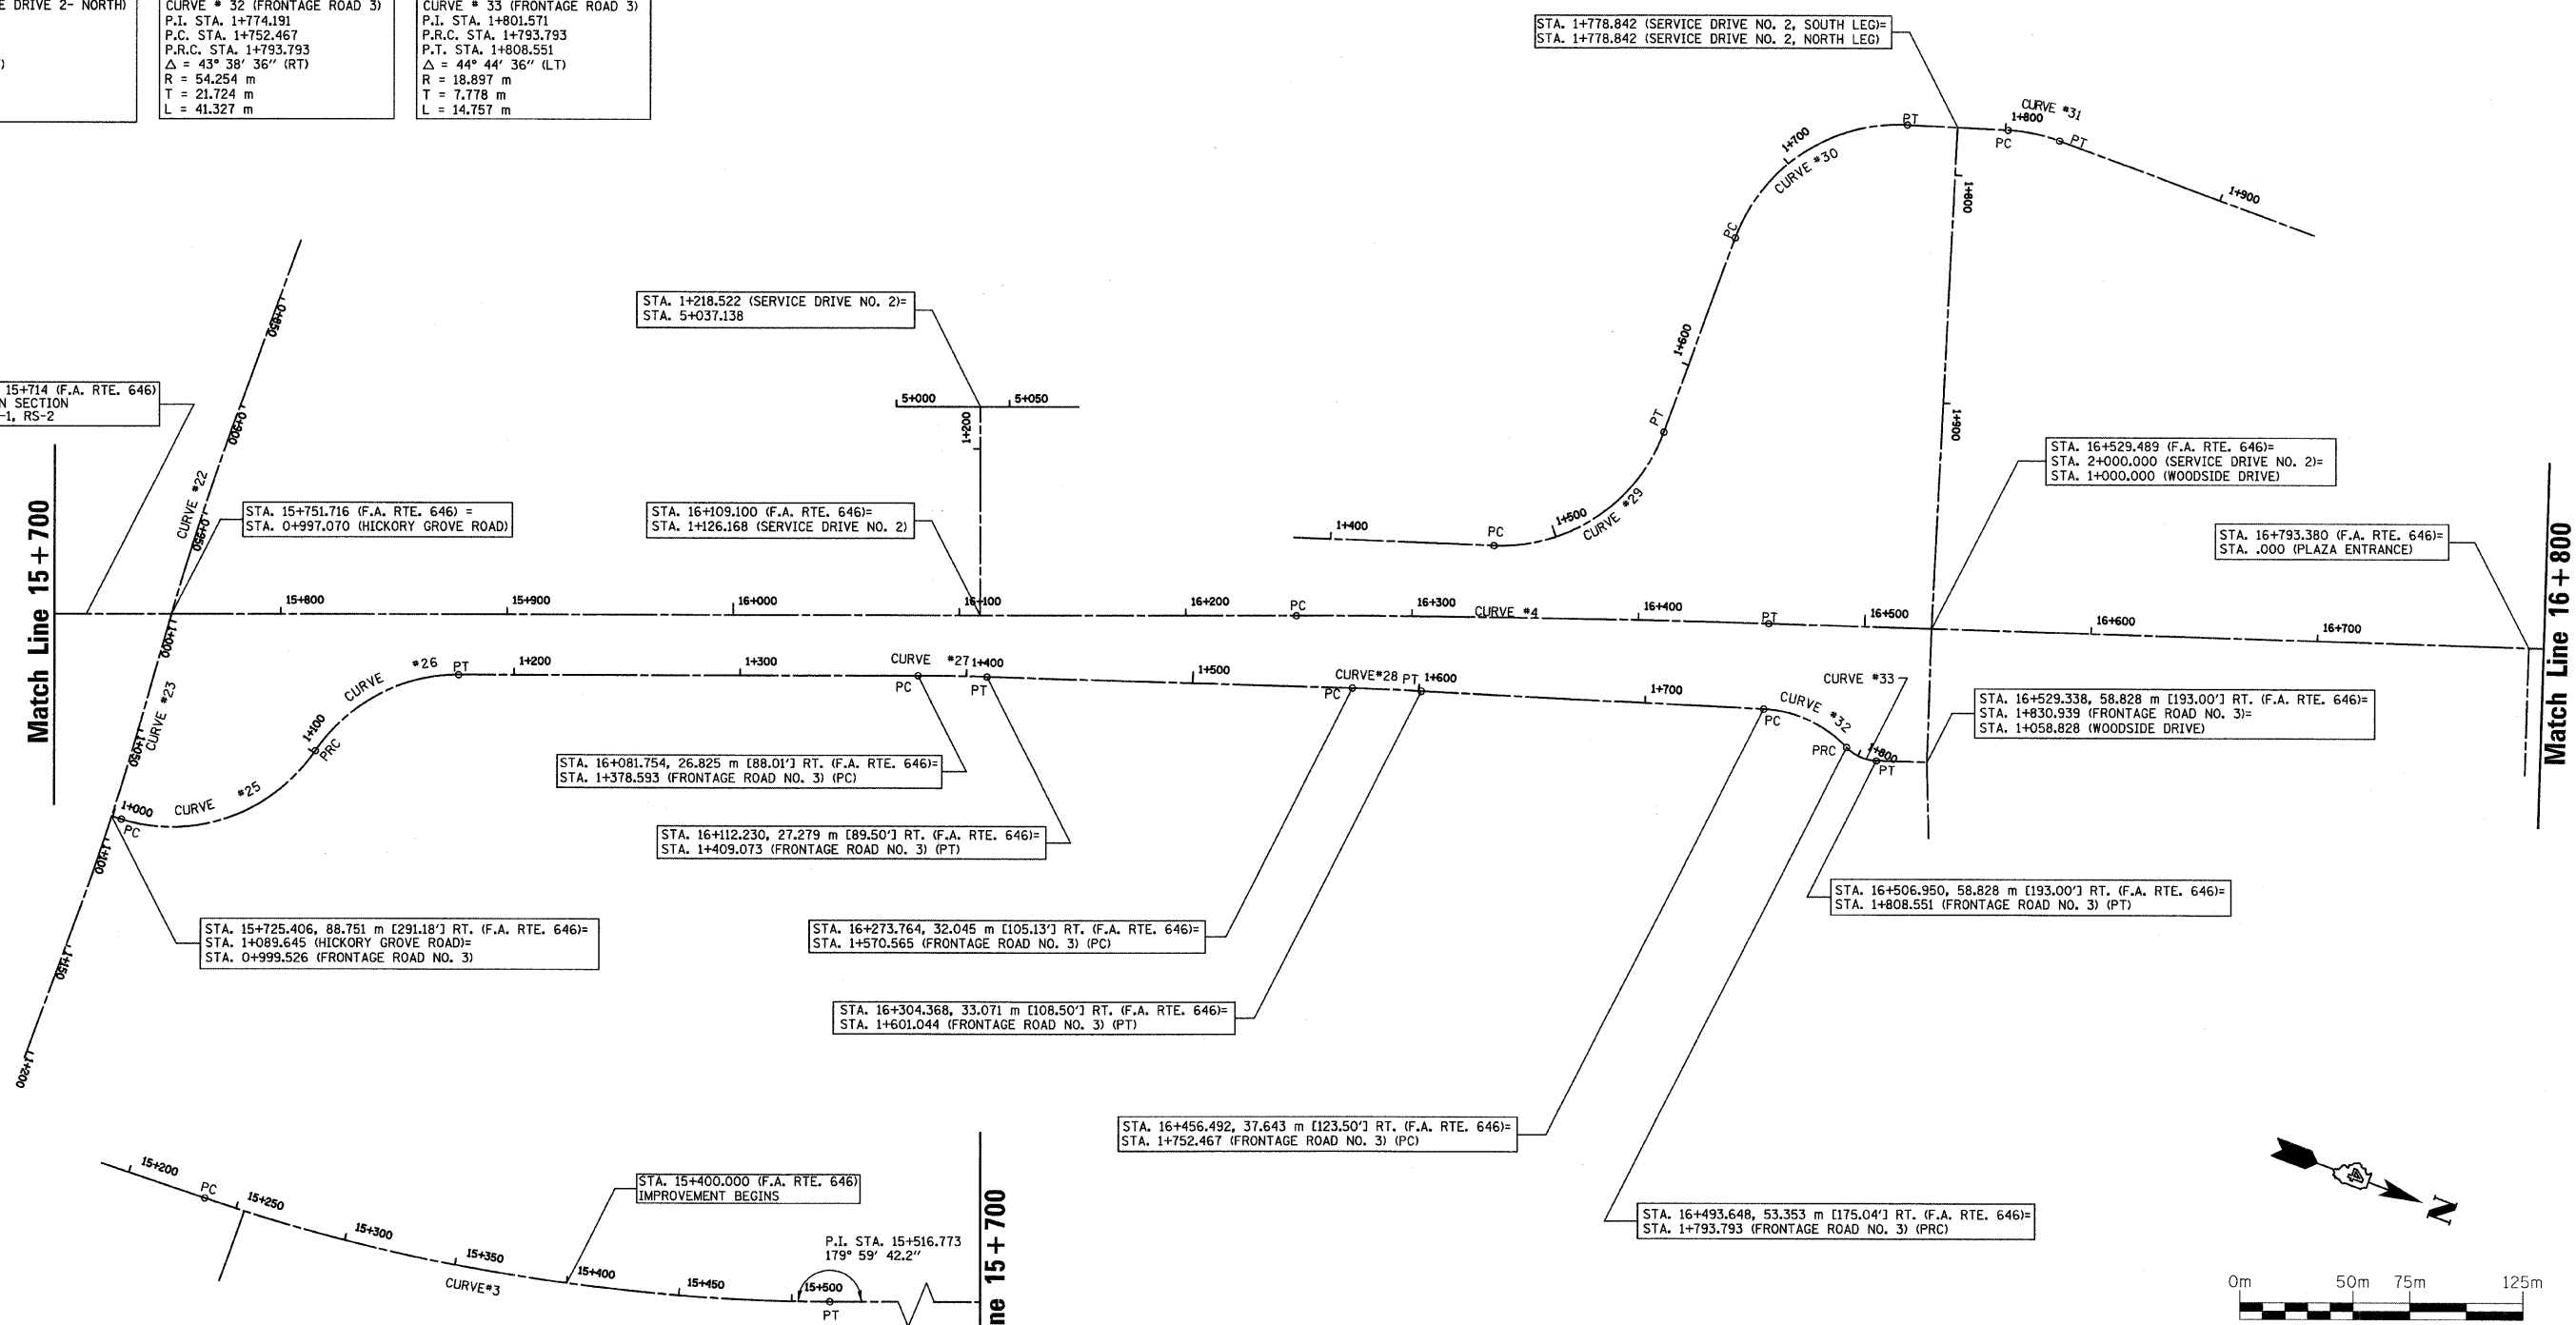 E DRIVE 2- NORTH)
)
CURVE # 32 (FRONTAGE ROAD 3)
P.I. STA. 1+774.191
P.C. STA. 1+752.467
P.R.C. STA. 1+793.793
Δ = 43° 38' 36" (RT)
R = 54.254 m
T = 21.724 m
L = 41.327 m
CURVE # 33 (FRONTAGE ROAD 3)
P.I. STA. 1+801.571
P.R.C. STA. 1+793.793
P.T. STA. 1+808.551
Δ = 44° 44' 36" (LT)
R = 18.897 m
T = 7.778 m
L = 14.757 m
STA. 1+778.842 (SERVICE DRIVE NO. 2, SOUTH LEG)=
STA. 1+778.842 (SERVICE DRIVE NO. 2, NORTH LEG)
CURVE #31
1+800
PT
PC
PT
1+700
CURVE #30
1+800
1+900
PC
0+850
STA. 1+218.522 (SERVICE DRIVE NO. 2)=
STA. 5+037.138
1+600
15+714 (F.A. RTE. 646)
N SECTION
-1, RS-2
5+000
5+050
0+900
1+200
PT
1+900
STA. 16+529.489 (F.A. RTE. 646)=
STA. 2+000.000 (SERVICE DRIVE NO. 2)=
STA. 1+000.000 (WOODSIDE DRIVE)
CURVE #22
0+950
STA. 15+751.716 (F.A. RTE. 646) =
STA. 0+997.070 (HICKORY GROVE ROAD)
STA. 16+109.100 (F.A. RTE. 646)=
STA. 1+126.168 (SERVICE DRIVE NO. 2)
1+400
PC
1+500
CURVE #29
STA. 16+793.380 (F.A. RTE. 646)=
STA. .000 (PLAZA ENTRANCE)
Match Line 15+700
Match Line 16+800
15+800
15+900
16+000
16+100
16+200
PC
16+300
CURVE #4
16+400
PT
16+500
16+600
16+700
1+000
CURVE #23
1+050
CURVE #26
PT
1+200
1+300
CURVE #27
1+400
PC
PT
1+500
CURVE#28
PC
PT
1+600
1+700
CURVE #33
PC
CURVE #32
PRC
1+800
PT
STA. 16+529.338, 58.828 m [193.00'] RT. (F.A. RTE. 646)=
STA. 1+830.939 (FRONTAGE ROAD NO. 3)=
STA. 1+058.828 (WOODSIDE DRIVE)
1+100
PRC
STA. 16+081.754, 26.825 m [88.01'] RT. (F.A. RTE. 646)=
STA. 1+378.593 (FRONTAGE ROAD NO. 3) (PC)
1+000
PC
CURVE #25
1+100
STA. 16+112.230, 27.279 m [89.50'] RT. (F.A. RTE. 646)=
STA. 1+409.073 (FRONTAGE ROAD NO. 3) (PT)
STA. 16+506.950, 58.828 m [193.00'] RT. (F.A. RTE. 646)=
STA. 1+808.551 (FRONTAGE ROAD NO. 3) (PT)
STA. 15+725.406, 88.751 m [291.18'] RT. (F.A. RTE. 646)=
STA. 1+089.645 (HICKORY GROVE ROAD)=
STA. 0+999.526 (FRONTAGE ROAD NO. 3)
STA. 16+273.764, 32.045 m [105.13'] RT. (F.A. RTE. 646)=
STA. 1+570.565 (FRONTAGE ROAD NO. 3) (PC)
1+150
STA. 16+304.368, 33.071 m [108.50'] RT. (F.A. RTE. 646)=
STA. 1+601.044 (FRONTAGE ROAD NO. 3) (PT)
1+200
STA. 16+456.492, 37.643 m [123.50'] RT. (F.A. RTE. 646)=
STA. 1+752.467 (FRONTAGE ROAD NO. 3) (PC)
STA. 16+493.648, 53.353 m [175.04'] RT. (F.A. RTE. 646)=
STA. 1+793.793 (FRONTAGE ROAD NO. 3) (PRC)
15+200
PC
15+250
15+300
15+350
CURVE#3
15+400
15+450
15+500
PT
STA. 15+400.000 (F.A. RTE. 646)
IMPROVEMENT BEGINS
P.I. STA. 15+516.773
179° 59' 42.2"
ne 15+700
4
N
0m 50m 75m 125m